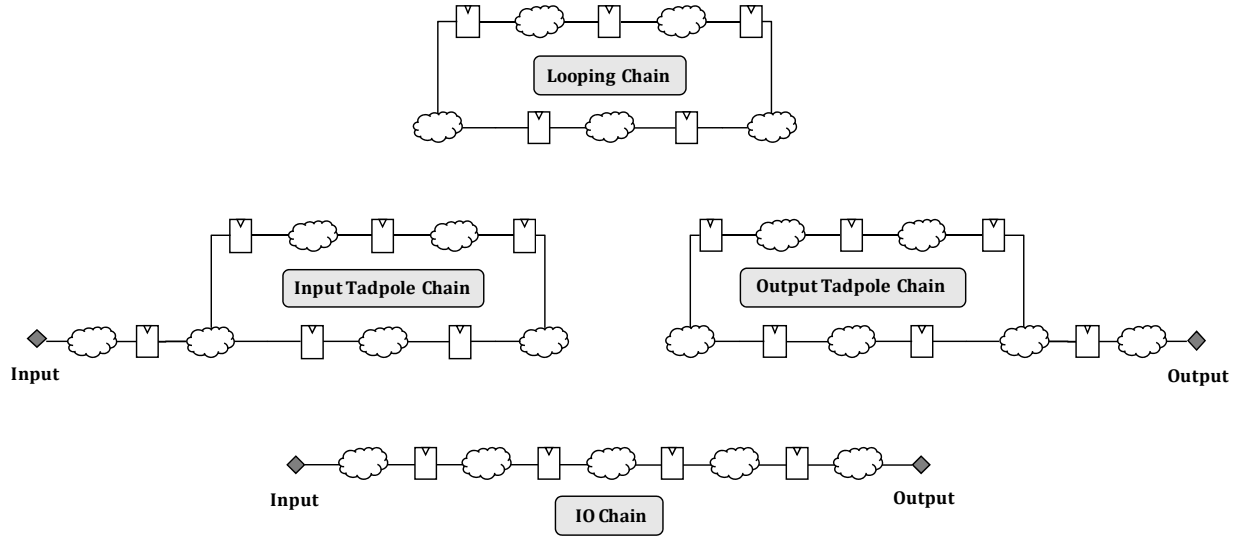 Looping Chain
Input Tadpole Chain
Output Tadpole Chain
Input
Output
Input
Output
IO Chain